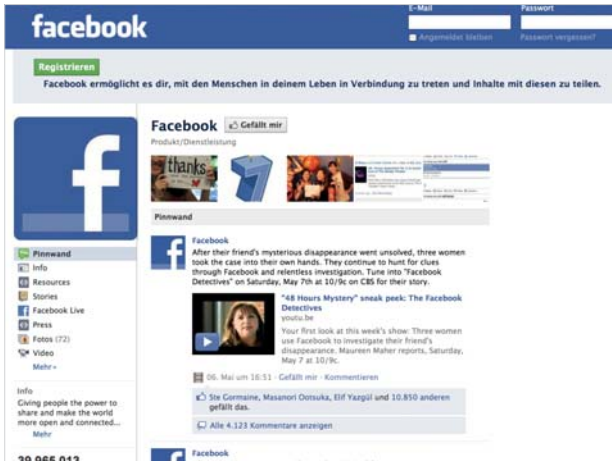 facebook
E-Mail
Passwort
Angemeldet bleiben
Passwort vergessen?
Registrieren
Facebook ermöglicht es dir, mit den Menschen in deinem Leben in Verbindung zu treten und Inhalte mit diesen zu teilen.
f
Facebook
Gefällt mir
Produkt/Dienstleistung
thanks
7
Pinnwand
Info
Resources
Stories
Facebook Live
Press
Fotos (72)
Video
Mehr
Info
Giving people the power to
share and make the world
more open and connected...
Mehr
39.965.013
Pinnwand
Facebook
After their friend's mysterious disappearance went unsolved, three women
took the case into their own hands. They continue to hunt for clues
through Facebook and relentless investigation. Tune into "Facebook
Detectives" on Saturday, May 7th at 10/9c on CBS for their story.
"48 Hours Mystery" sneak peek: The Facebook
Detectives
youtu.be
Your first look at this week's show: Three women
use Facebook to investigate their friend's
disappearance. Maureen Maher reports, Saturday,
May 7 at 10/9c.
06. Mai um 16:51 · Gefällt mir · Kommentieren
Ste Gormaine, Masanori Ootsuka, Elif Yazgül und 10.850 anderen
gefällt das.
Alle 4.123 Kommentare anzeigen
Facebook